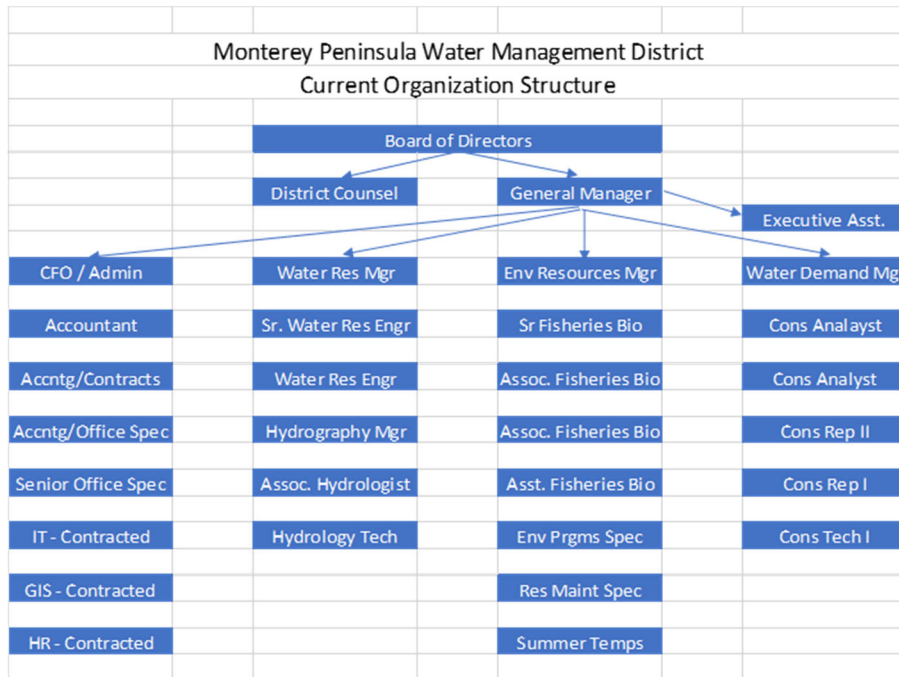 Monterey Peninsula Water Management District
Current Organization Structure
Board of Directors
District Counsel
General Manager
Executive Asst.
CFO / Admin
Water Res Mgr
Env Resources Mgr
Water Demand Mg
Accountant
Sr. Water Res Engr
Sr Fisheries Bio
Cons Analayst
Accntg/Contracts
Water Res Engr
Assoc. Fisheries Bio
Cons Analyst
Accntg/Office Spec
Hydrography Mgr
Assoc. Fisheries Bio
Cons Rep II
Senior Office Spec
Assoc. Hydrologist
Asst. Fisheries Bio
Cons Rep I
IT - Contracted
Hydrology Tech
Env Prgms Spec
Cons Tech I
GIS - Contracted
Res Maint Spec
HR - Contracted
Summer Temps